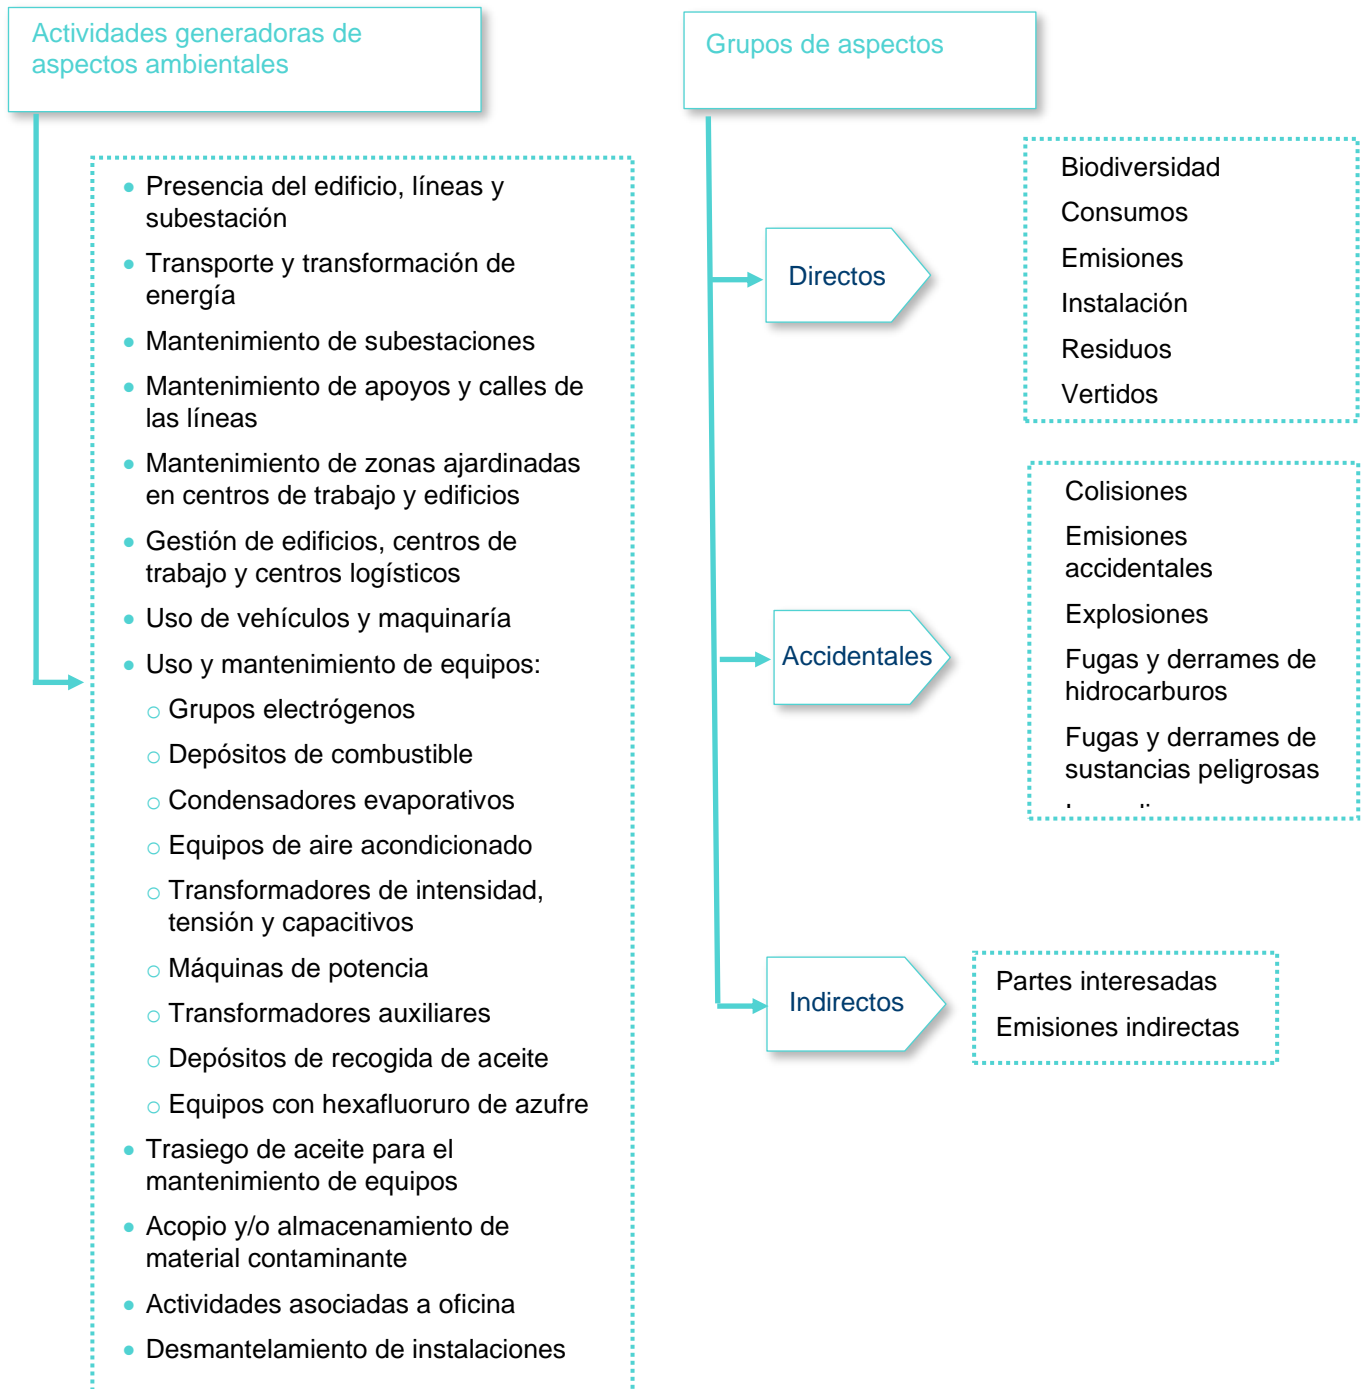 Actividades generadoras de
aspectos ambientales
• Presencia del edificio, líneas y
subestación
• Transporte y transformación de
energía
• Mantenimiento de subestaciones
• Mantenimiento de apoyos y calles de
las líneas
• Mantenimiento de zonas ajardinadas
en centros de trabajo y edificios
• Gestión de edificios, centros de
trabajo y centros logísticos
• Uso de vehículos y maquinaría
• Uso y mantenimiento de equipos:
o Grupos electrógenos
o Depósitos de combustible
o Condensadores evaporativos
o Equipos de aire acondicionado
o Transformadores de intensidad,
tensión y capacitivos
o Máquinas de potencia
o Transformadores auxiliares
o Depósitos de recogida de aceite
o Equipos con hexafluoruro de azufre
• Trasiego de aceite para el
mantenimiento de equipos
• Acopio y/o almacenamiento de
material contaminante
• Actividades asociadas a oficina
• Desmantelamiento de instalaciones
Grupos de aspectos
Directos
Biodiversidad
Consumos
Emisiones
Instalación
Residuos
Vertidos
Accidentales
Colisiones
Emisiones
accidentales
Explosiones
Fugas y derrames de
hidrocarburos
Fugas y derrames de
sustancias peligrosas
Indirectos
Partes interesadas
Emisiones indirectas